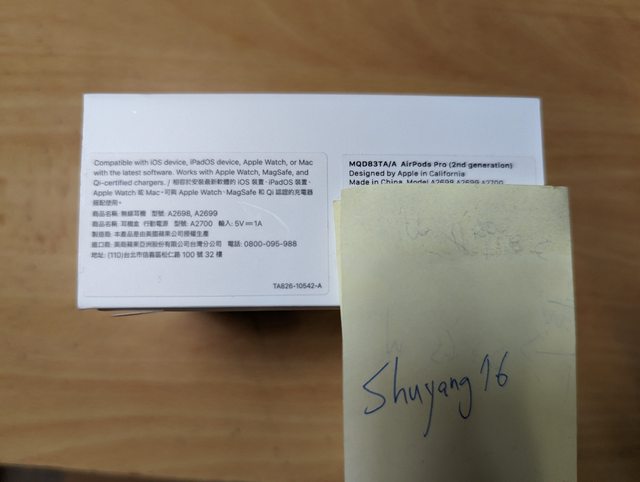 Compatible with iOS device, iPadOS device, Apple Watch, or Mac
with the latest software. Works with Apple Watch, MagSafe, and
Qi-certified chargers. / 相容於安裝最新軟體的 iOS 裝置、iPadOS 裝置、
Apple Watch 或 Mac。可與 Apple Watch、MagSafe 和 Qi 認證的充電器
搭配使用。
商品名稱: 無線耳機 型號: A2698, A2699
商品名稱: 耳機盒 行動電源 型號: A2700 輸入: 5V⎓1A
製造商: 本產品是由美國蘋果公司授權生產
進口商: 美商蘋果亞洲股份有限公司台灣分公司 電話: 0800-095-988
地址: (110)台北市信義區松仁路 100 號 32 樓
TA826-10542-A
MQD83TA/A AirPods Pro (2nd generation)
Designed by Apple in California
Made in China Model A2698 A2699 A2700
Shuyang16